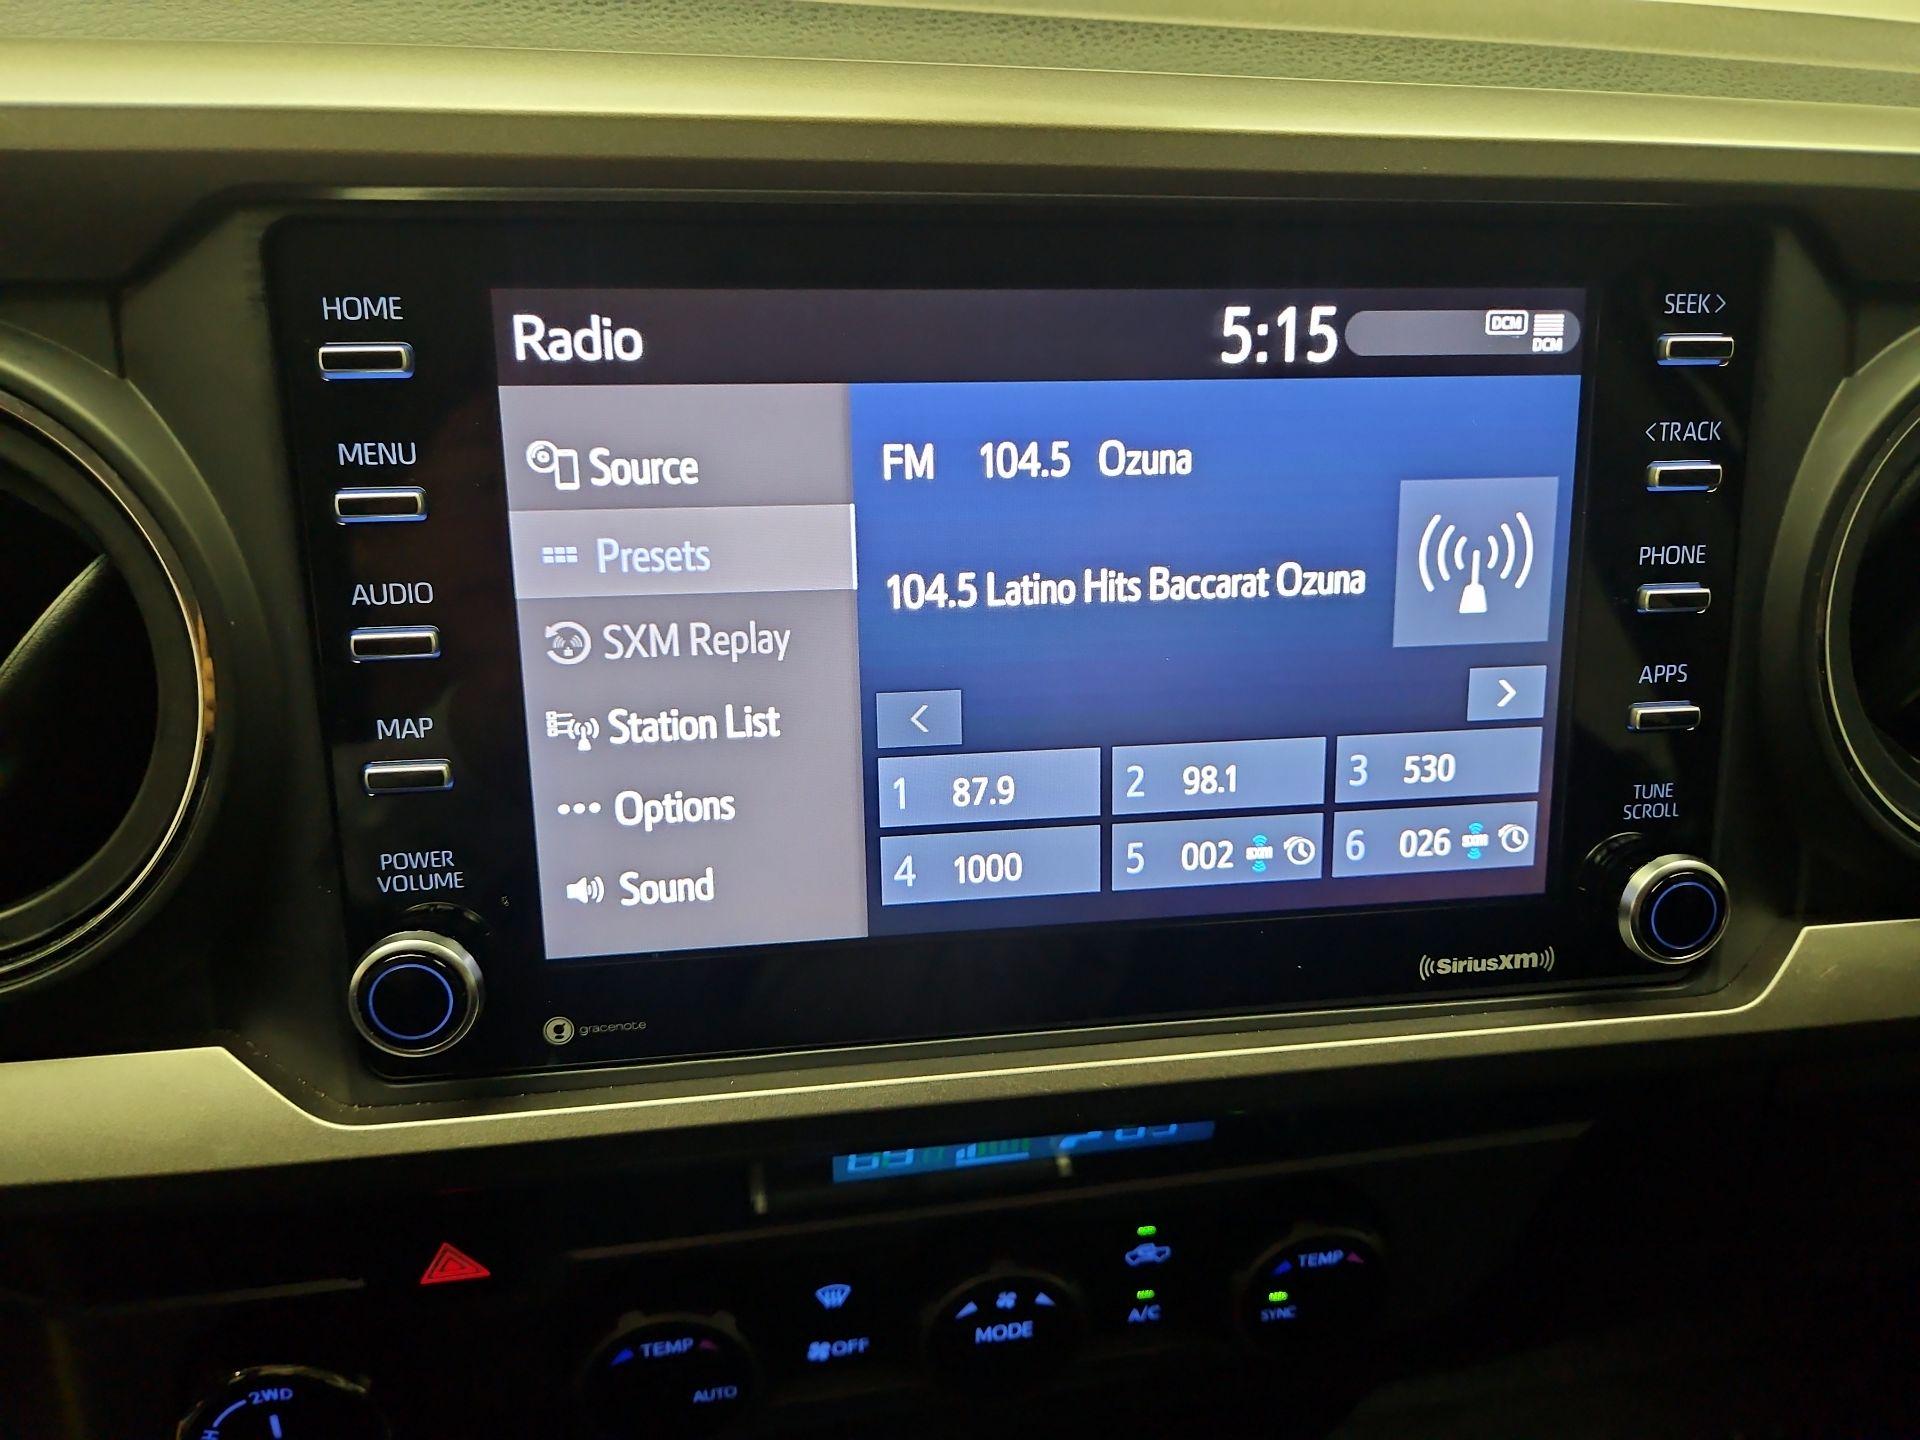 HOME
MENU
AUDIO
MAP
POWER
VOLUME
Radio
5:15
DCM
DCM
Source
Presets
SXM Replay
Station List
Options
Sound
FM 104.5 Ozuna
104.5 Latino Hits Baccarat Ozuna
<
>
1 87.9
2 98.1
3 530
4 1000
5 002 sxm
6 026 sxm
SEEK >
< TRACK
PHONE
APPS
TUNE
SCROLL
gracenote
SiriusXM
TEMP
AUTO
OFF
MODE
A/C
TEMP
SYNC
2WD